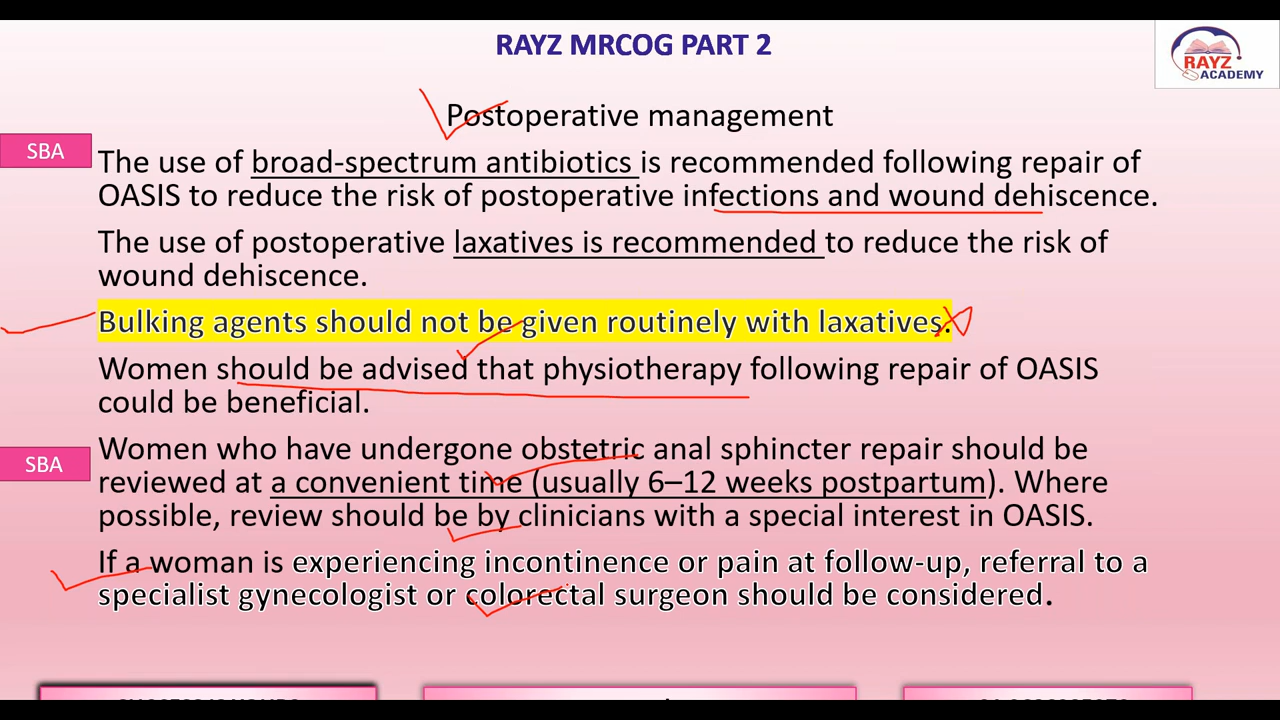 RAYZ MRCOG PART 2
RAYZ
ACADEMY
Postoperative management
SBA
The use of broad-spectrum antibiotics is recommended following repair of
OASIS to reduce the risk of postoperative infections and wound dehiscence.
The use of postoperative laxatives is recommended to reduce the risk of
wound dehiscence.
Bulking agents should not be given routinely with laxatives.
Women should be advised that physiotherapy following repair of OASIS
could be beneficial.
SBA
Women who have undergone obstetric anal sphincter repair should be
reviewed at a convenient time (usually 6–12 weeks postpartum). Where
possible, review should be by clinicians with a special interest in OASIS.
If a woman is experiencing incontinence or pain at follow-up, referral to a
specialist gynecologist or colorectal surgeon should be considered.